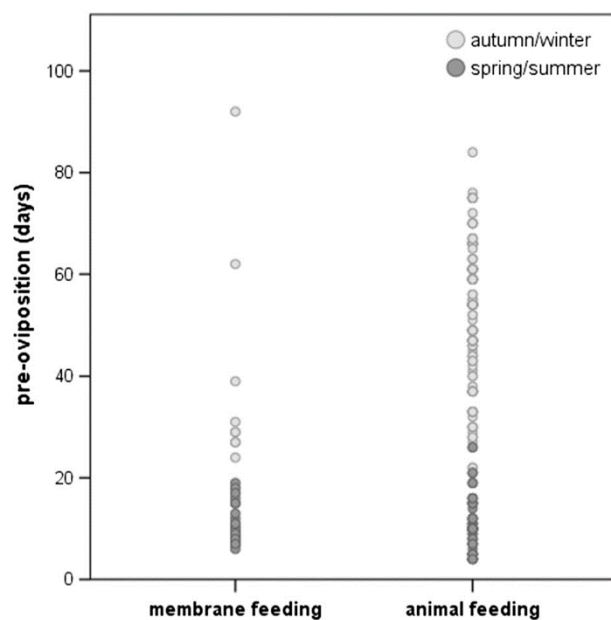 autumn/winter
spring/summer
100
80
60
40
20
0
pre-oviposition (days)
membrane feeding
animal feeding